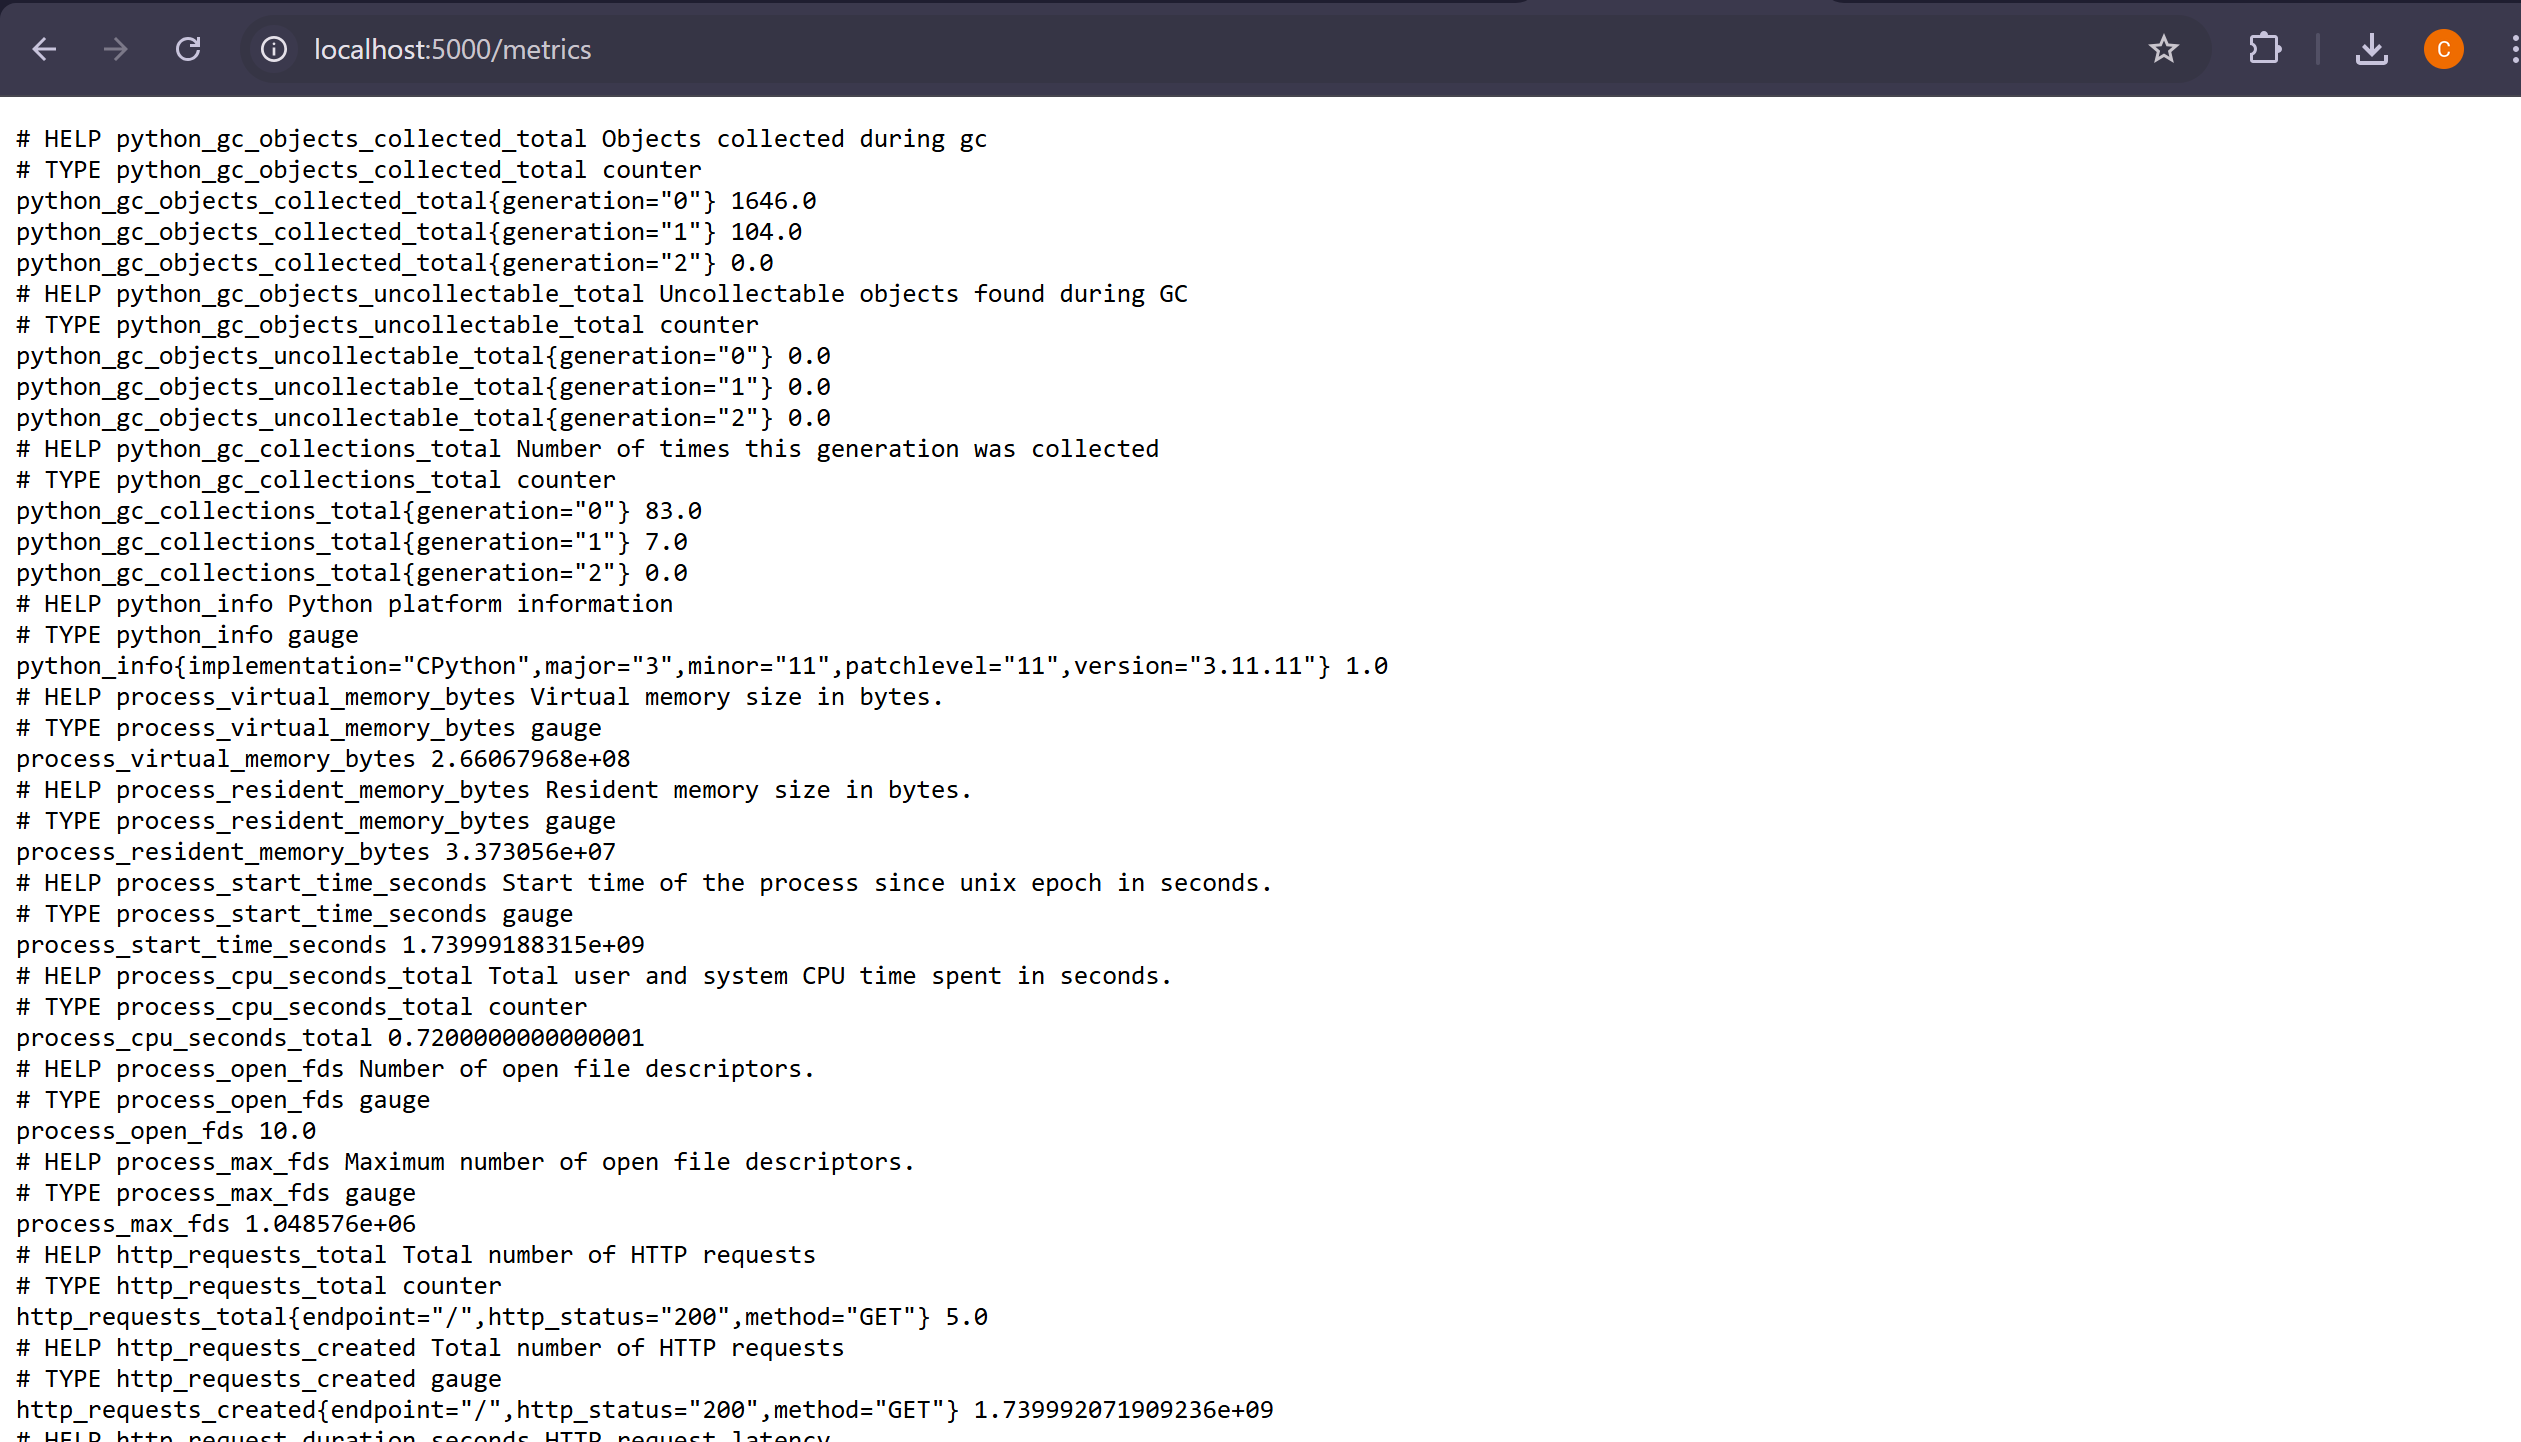 localhost:5000/metrics
C
# HELP python_gc_objects_collected_total Objects collected during gc
# TYPE python_gc_objects_collected_total counter
python_gc_objects_collected_total{generation="0"} 1646.0
python_gc_objects_collected_total{generation="1"} 104.0
python_gc_objects_collected_total{generation="2"} 0.0
# HELP python_gc_objects_uncollectable_total Uncollectable objects found during GC
# TYPE python_gc_objects_uncollectable_total counter
python_gc_objects_uncollectable_total{generation="0"} 0.0
python_gc_objects_uncollectable_total{generation="1"} 0.0
python_gc_objects_uncollectable_total{generation="2"} 0.0
# HELP python_gc_collections_total Number of times this generation was collected
# TYPE python_gc_collections_total counter
python_gc_collections_total{generation="0"} 83.0
python_gc_collections_total{generation="1"} 7.0
python_gc_collections_total{generation="2"} 0.0
# HELP python_info Python platform information
# TYPE python_info gauge
python_info{implementation="CPython",major="3",minor="11",patchlevel="11",version="3.11.11"} 1.0
# HELP process_virtual_memory_bytes Virtual memory size in bytes.
# TYPE process_virtual_memory_bytes gauge
process_virtual_memory_bytes 2.66067968e+08
# HELP process_resident_memory_bytes Resident memory size in bytes.
# TYPE process_resident_memory_bytes gauge
process_resident_memory_bytes 3.373056e+07
# HELP process_start_time_seconds Start time of the process since unix epoch in seconds.
# TYPE process_start_time_seconds gauge
process_start_time_seconds 1.73999188315e+09
# HELP process_cpu_seconds_total Total user and system CPU time spent in seconds.
# TYPE process_cpu_seconds_total counter
process_cpu_seconds_total 0.7200000000000001
# HELP process_open_fds Number of open file descriptors.
# TYPE process_open_fds gauge
process_open_fds 10.0
# HELP process_max_fds Maximum number of open file descriptors.
# TYPE process_max_fds gauge
process_max_fds 1.048576e+06
# HELP http_requests_total Total number of HTTP requests
# TYPE http_requests_total counter
http_requests_total{endpoint="/",http_status="200",method="GET"} 5.0
# HELP http_requests_created Total number of HTTP requests
# TYPE http_requests_created gauge
http_requests_created{endpoint="/",http_status="200",method="GET"} 1.739992071909236e+09
# HELP http_request_duration_seconds HTTP request latency